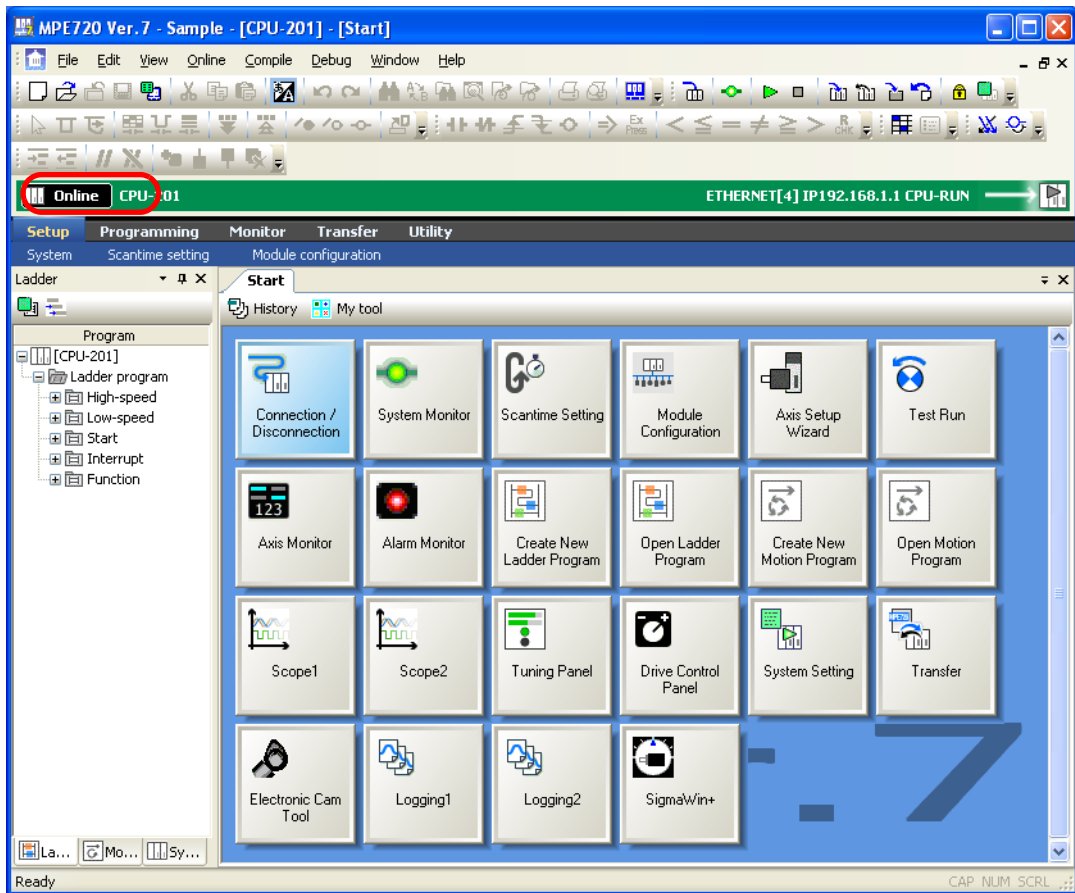 MPE720 Ver.7 - Sample - [CPU-201] - [Start]
File Edit View Online Compile Debug Window Help
Online CPU-201 ETHERNET[4] IP192.168.1.1 CPU-RUN
Setup Programming Monitor Transfer Utility
System Scantime setting Module configuration
Ladder
Start
History My tool
Program
[CPU-201]
Ladder program
High-speed
Low-speed
Start
Interrupt
Function
Connection /
Disconnection
System Monitor
Scantime Setting
Module
Configuration
Axis Setup
Wizard
Test Run
123
Axis Monitor
Alarm Monitor
Create New
Ladder Program
Open Ladder
Program
Create New
Motion Program
Open Motion
Program
Scope1
Scope2
Tuning Panel
Drive Control
Panel
System Setting
Transfer
Electronic Cam
Tool
Logging1
Logging2
SigmaWin+
La... Mo... Sy...
Ready CAP NUM SCRL